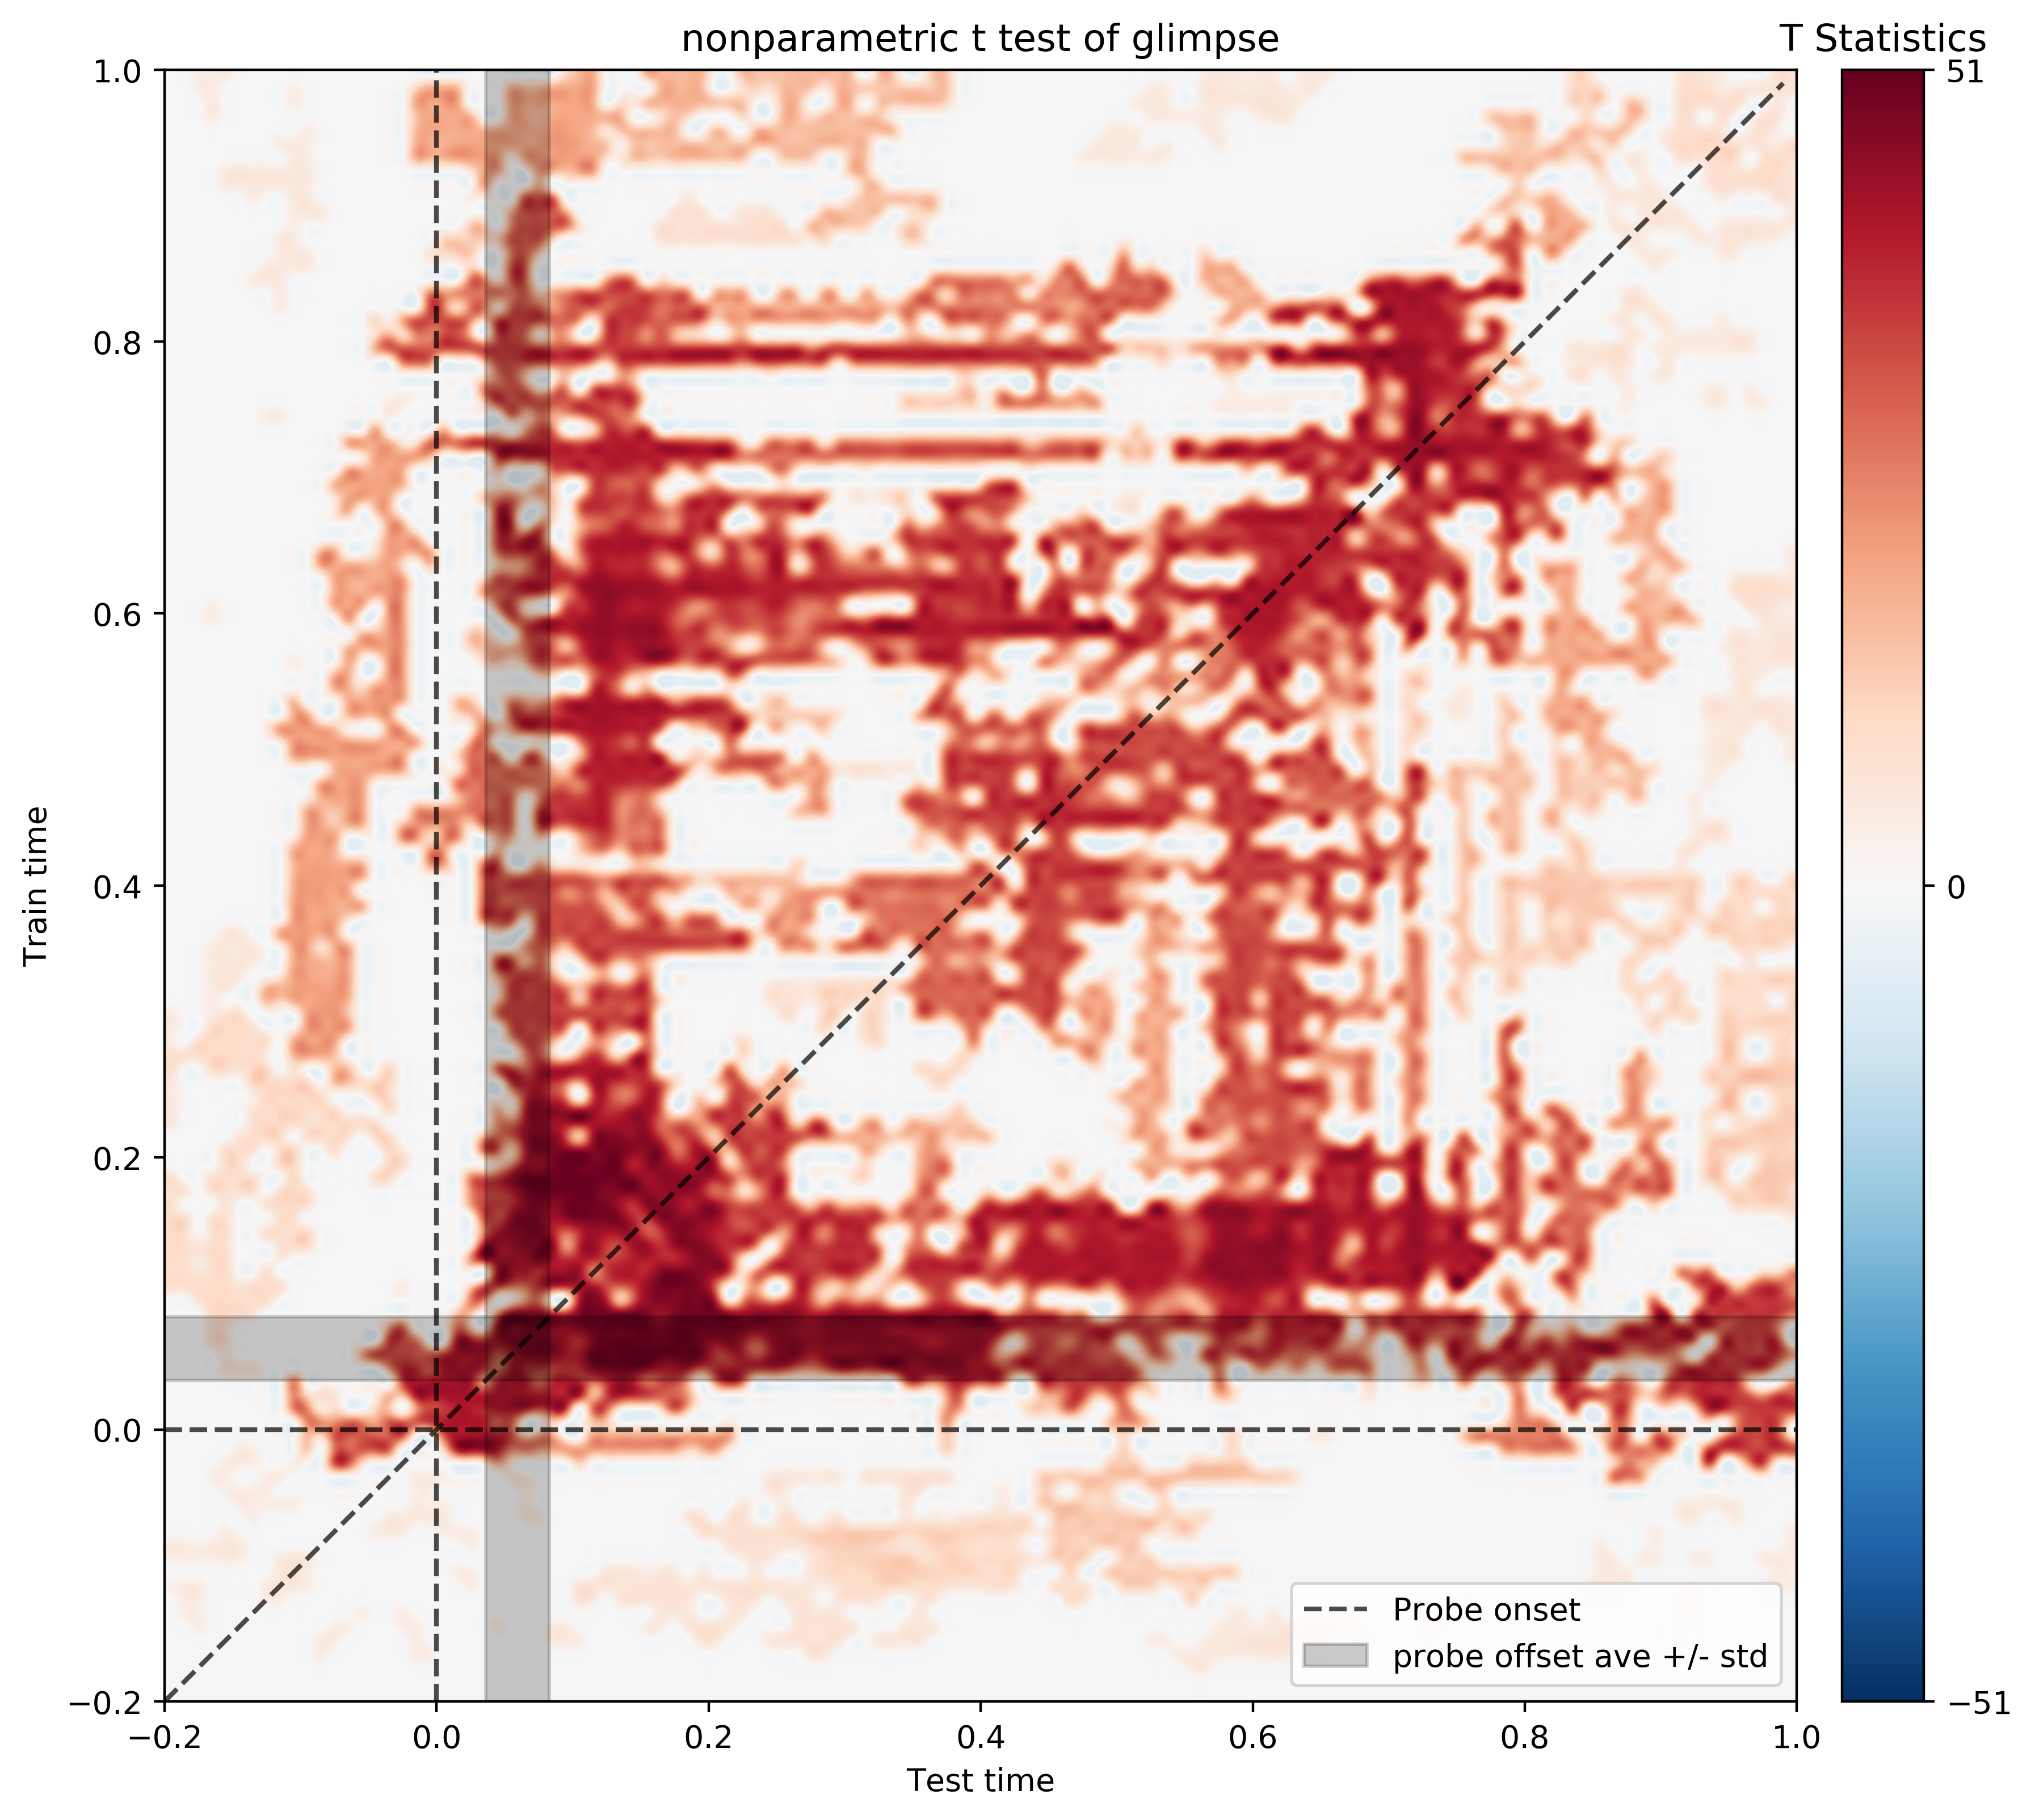 nonparametric t test of glimpse
T Statistics
1.0
0.8
0.6
0.4
0.2
0.0
−0.2
Train time
−0.2
0.0
0.2
0.4
0.6
0.8
1.0
Test time
Probe onset
probe offset ave +/- std
51
0
−51